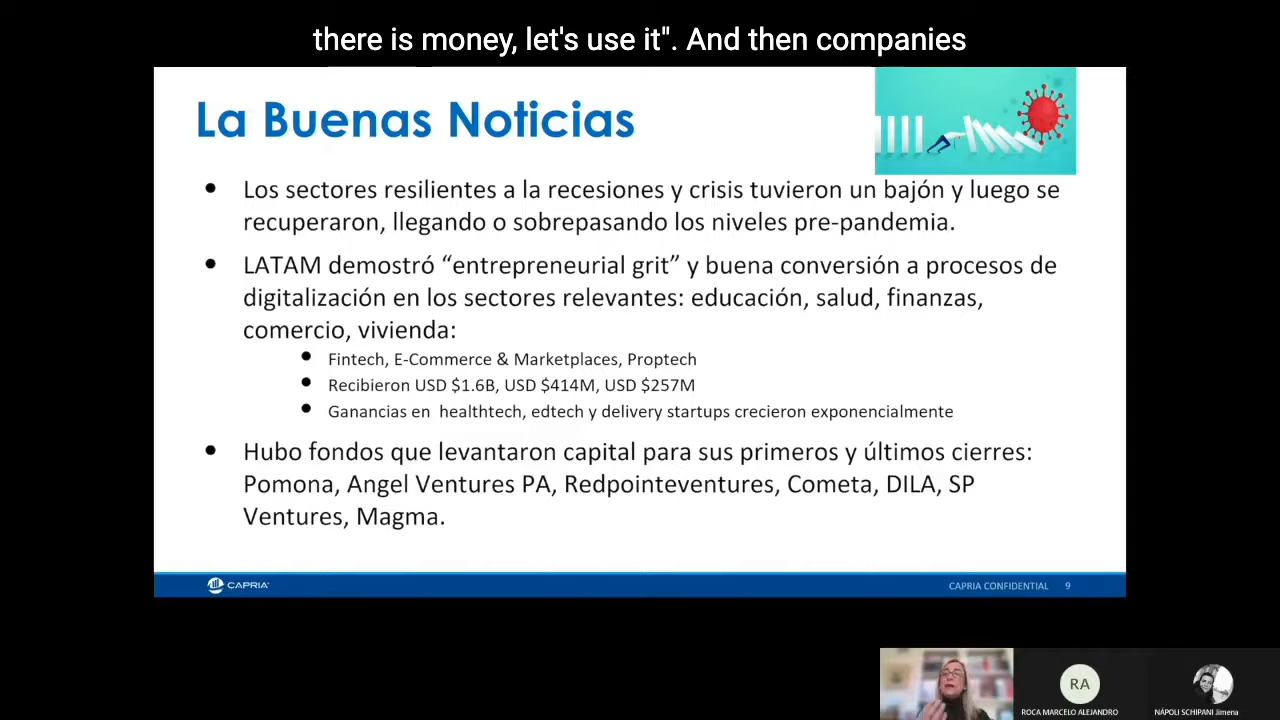 there is money, let's use it". And then companies
La Buenas Noticias
Los sectores resilientes a la recesiones y crisis tuvieron un bajón y luego se
recuperaron, llegando o sobrepasando los niveles pre-pandemia.
LATAM demostró “entrepreneurial grit” y buena conversión a procesos de
digitalización en los sectores relevantes: educación, salud, finanzas,
comercio, vivienda:
Fintech, E-Commerce & Marketplaces, Proptech
Recibieron USD $1.6B, USD $414M, USD $257M
Ganancias en healthtech, edtech y delivery startups crecieron exponencialmente
Hubo fondos que levantaron capital para sus primeros y últimos cierres:
Pomona, Angel Ventures PA, Redpointeventures, Cometa, DILA, SP
Ventures, Magma.
CAPRIA
CAPRIA CONFIDENTIAL 9
RA
ROCA MARCELO ALEJANDRO
NÁPOLI SCHIPANI Jimena